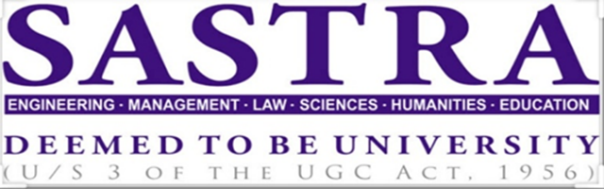 SASTRA
ENGINEERING · MANAGEMENT · LAW · SCIENCES · HUMANITIES · EDUCATION
DEEMED TO BE UNIVERSITY
(U/S 3 OF THE UGC ACT, 1956)